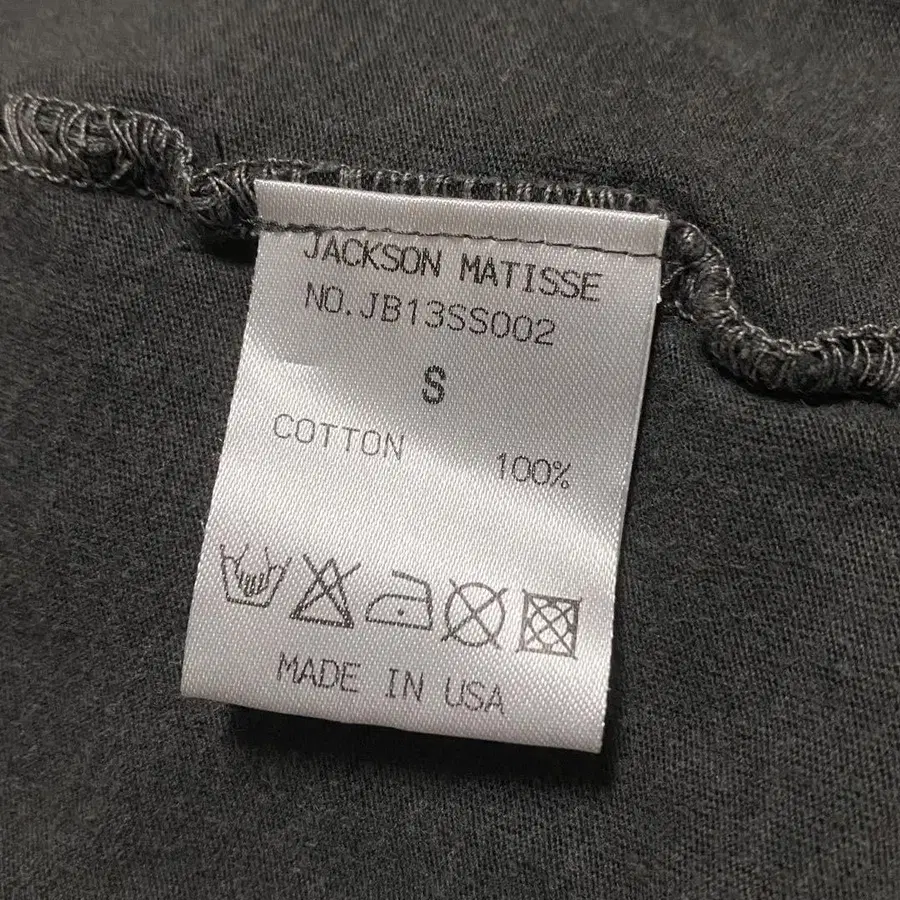 JACKSON MATISSE
NO.JB13SS002
S
COTTON 100%
MADE IN USA